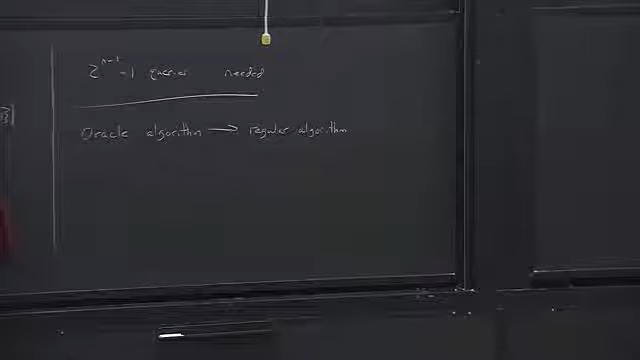 2^{n-1} - 1 queries needed
Oracle algorithm → regular algorithm